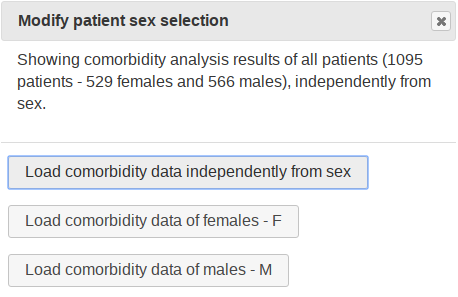 Modify patient sex selection
Showing comorbidity analysis results of all patients (1095
patients - 529 females and 566 males), independently from
sex.
Load comorbidity data independently from sex
Load comorbidity data of females - F
Load comorbidity data of males - M